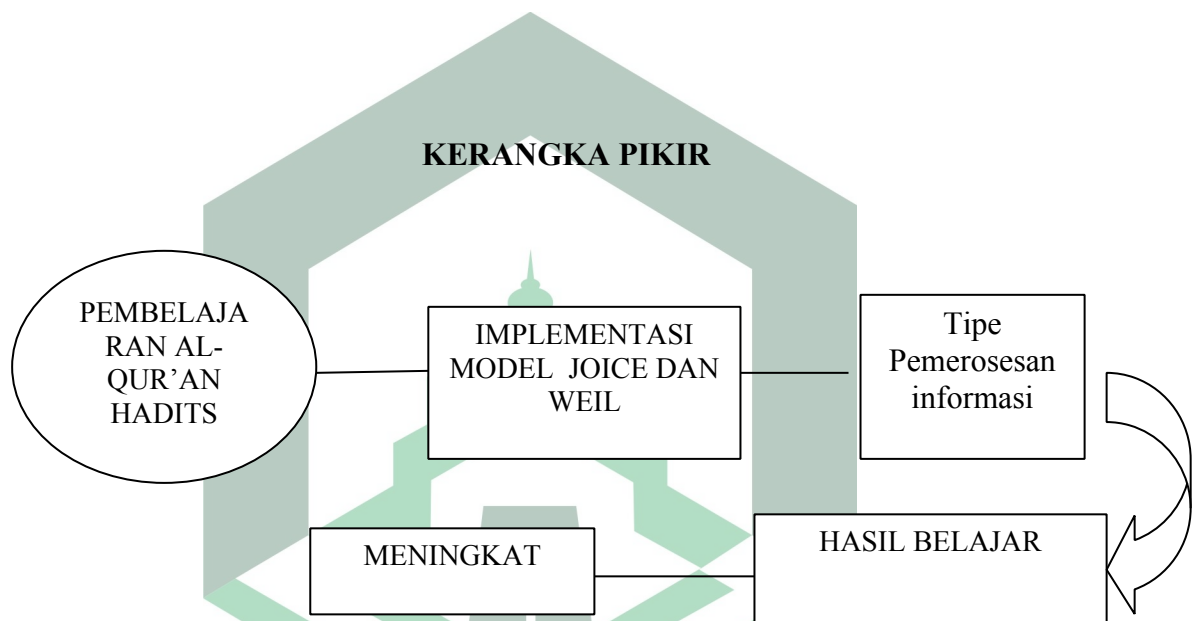 KERANGKA PIKIR
PEMBELAJA
RAN AL-
QUR’AN
HADITS
IMPLEMENTASI
MODEL JOICE DAN
WEIL
Tipe
Pemerosesan
informasi
HASIL BELAJAR
MENINGKAT